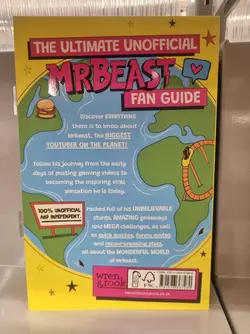 THE ULTIMATE UNOFFICIAL
MRBEAST
FAN GUIDE
Discover EVERYTHING
there is to know about
MrBeast, the BIGGEST
YOUTUBER ON THE PLANET!
Follow his journey from the early
days of posting gaming videos to
becoming the inspiring viral
sensation he is today.
100% UNOFFICIAL
AND INDEPENDENT.
Packed full of his UNBELIEVABLE
stunts, AMAZING giveaways
and MEGA challenges, as well
as quick quizzes, funny quotes
and record-breaking stats,
all about the WONDERFUL WORLD
of MrBeast.
wren
&rook
FSC